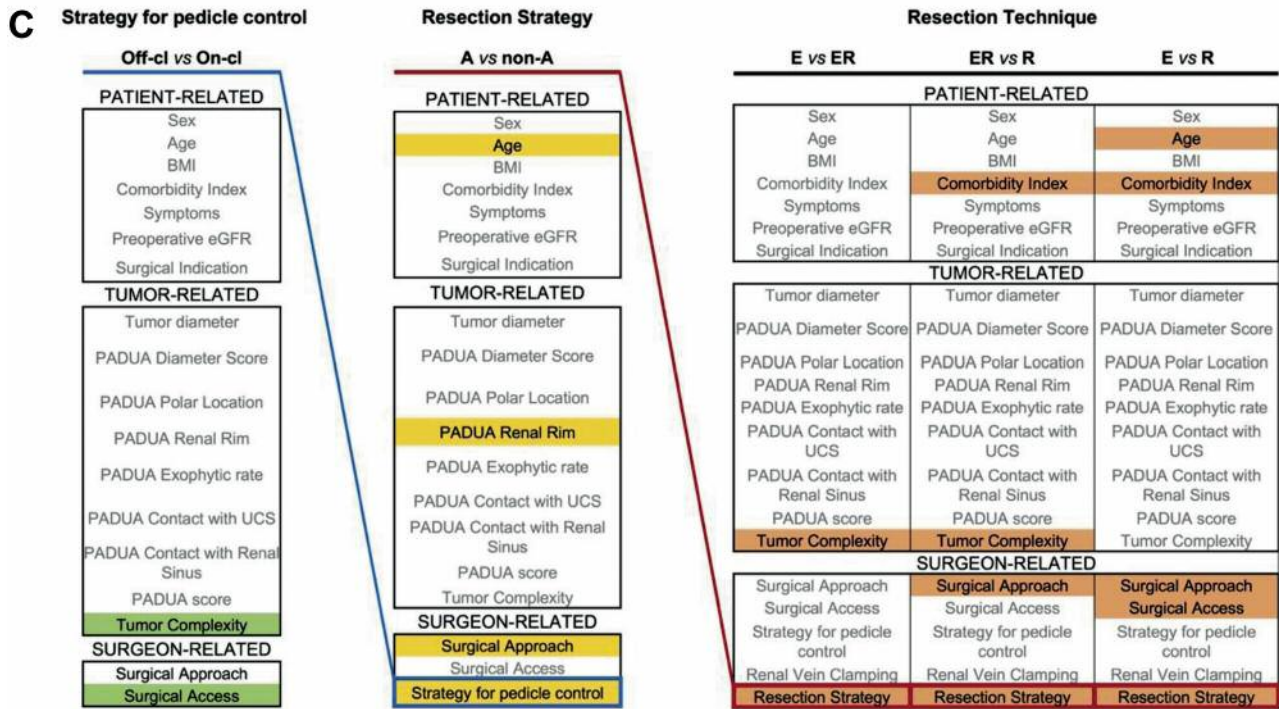 C
Strategy for pedicle control
Off-cl vs On-cl
PATIENT-RELATED
Sex
Age
BMI
Comorbidity Index
Symptoms
Preoperative eGFR
Surgical Indication
TUMOR-RELATED
Tumor diameter
PADUA Diameter Score
PADUA Polar Location
PADUA Renal Rim
PADUA Exophytic rate
PADUA Contact with UCS
PADUA Contact with Renal
Sinus
PADUA score
Tumor Complexity
SURGEON-RELATED
Surgical Approach
Surgical Access
Resection Strategy
A vs non-A
PATIENT-RELATED
Sex
Age
BMI
Comorbidity Index
Symptoms
Preoperative eGFR
Surgical Indication
TUMOR-RELATED
Tumor diameter
PADUA Diameter Score
PADUA Polar Location
PADUA Renal Rim
PADUA Exophytic rate
PADUA Contact with UCS
PADUA Contact with Renal
Sinus
PADUA score
Tumor Complexity
SURGEON-RELATED
Surgical Approach
Surgical Access
Strategy for pedicle control
Resection Technique
E vs ER ER vs R E vs R
PATIENT-RELATED
Sex Sex Sex
Age Age Age
BMI BMI BMI
Comorbidity Index Comorbidity Index Comorbidity Index
Symptoms Symptoms Symptoms
Preoperative eGFR Preoperative eGFR Preoperative eGFR
Surgical Indication Surgical Indication Surgical Indication
TUMOR-RELATED
Tumor diameter Tumor diameter Tumor diameter
PADUA Diameter Score PADUA Diameter Score PADUA Diameter Score
PADUA Polar Location PADUA Polar Location PADUA Polar Location
PADUA Renal Rim PADUA Renal Rim PADUA Renal Rim
PADUA Exophytic rate PADUA Exophytic rate PADUA Exophytic rate
PADUA Contact with PADUA Contact with PADUA Contact with
UCS UCS UCS
PADUA Contact with PADUA Contact with PADUA Contact with
Renal Sinus Renal Sinus Renal Sinus
PADUA score PADUA score PADUA score
Tumor Complexity Tumor Complexity Tumor Complexity
SURGEON-RELATED
Surgical Approach Surgical Approach Surgical Approach
Surgical Access Surgical Access Surgical Access
Strategy for pedicle Strategy for pedicle Strategy for pedicle
control control control
Renal Vein Clamping Renal Vein Clamping Renal Vein Clamping
Resection Strategy Resection Strategy Resection Strategy